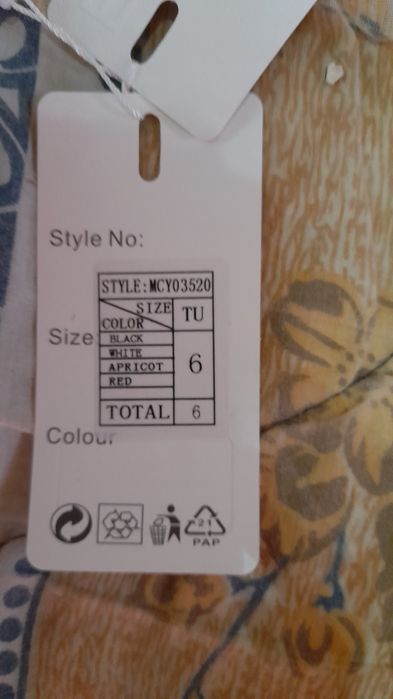 Style No:
STYLE:MCY03520
SIZE TU
COLOR
Size
BLACK
WHITE
APRICOT 6
RED
TOTAL 6
Colour
21
PAP